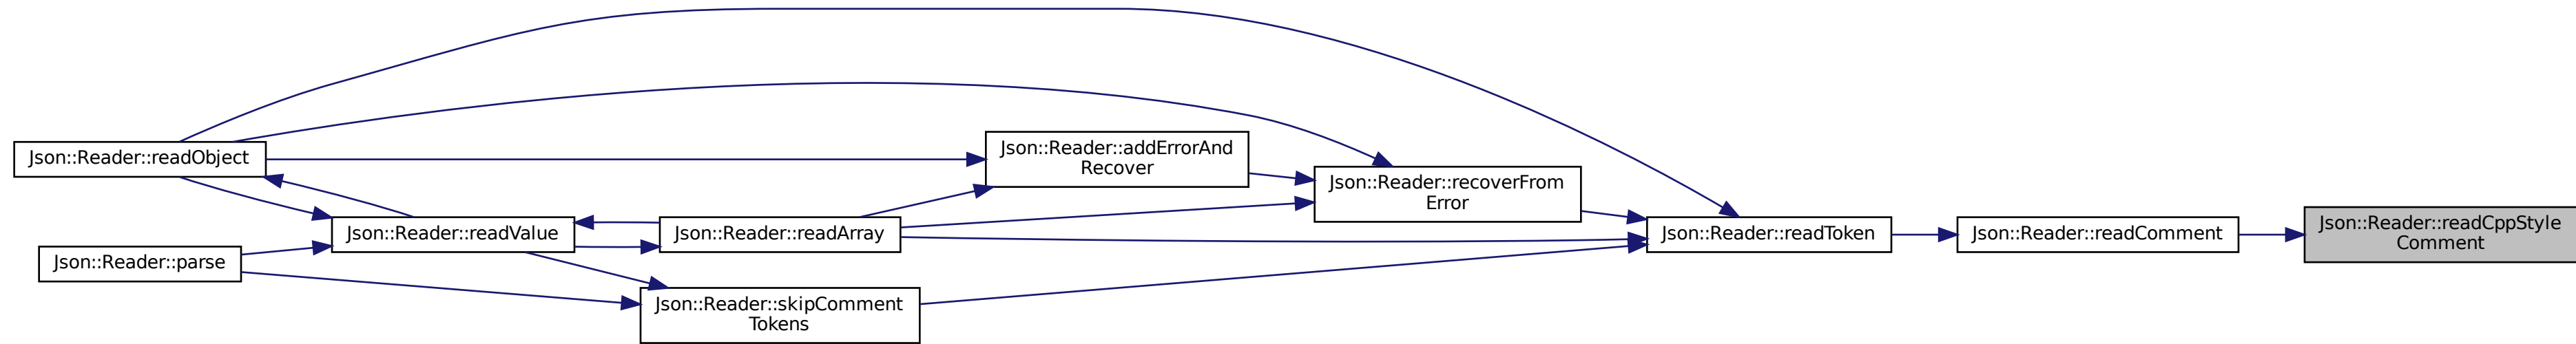 Json::Reader::readObject
Json::Reader::parse
Json::Reader::readValue
Json::Reader::readArray
Json::Reader::skipComment
Tokens
Json::Reader::addErrorAnd
Recover
Json::Reader::recoverFrom
Error
Json::Reader::readToken
Json::Reader::readComment
Json::Reader::readCppStyle
Comment